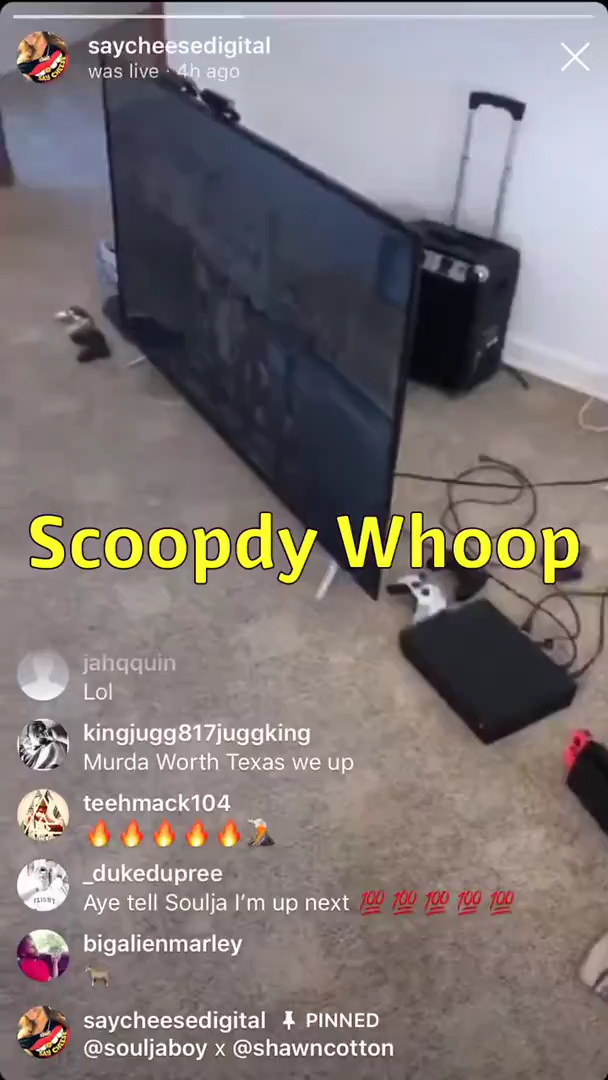 saycheesedigital
was live · 4h ago
Scoopdy Whoop
jahqquin
Lol
kingjugg817juggking
Murda Worth Texas we up
teehmack104
🔥🔥🔥🔥🔥🌋
_dukedupree
Aye tell Soulja I'm up next 💯💯💯💯💯
bigalienmarley
🐐
saycheesedigital 📌 PINNED
@souljaboy x @shawncotton